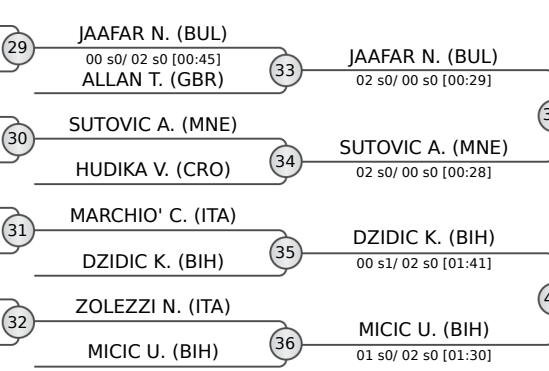 29
JAAFAR N. (BUL)
00 s0/ 02 s0 [00:45]
ALLAN T. (GBR)
33
JAAFAR N. (BUL)
02 s0/ 00 s0 [00:29]
30
SUTOVIC A. (MNE)
HUDIKA V. (CRO)
34
SUTOVIC A. (MNE)
02 s0/ 00 s0 [00:28]
31
MARCHIO' C. (ITA)
DZIDIC K. (BIH)
35
DZIDIC K. (BIH)
00 s1/ 02 s0 [01:41]
32
ZOLEZZI N. (ITA)
MICIC U. (BIH)
36
MICIC U. (BIH)
01 s0/ 02 s0 [01:30]